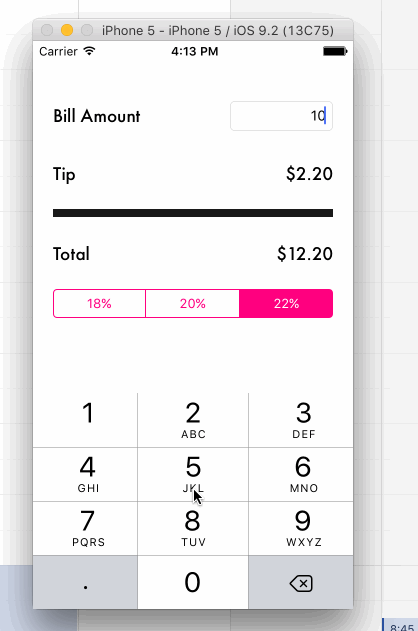 iPhone 5 - iPhone 5 / iOS 9.2 (13C75)
Carrier 4:13 PM
Bill Amount 10
Tip $2.20
Total $12.20
18% 20% 22%
1 2 3
ABC DEF
4 5 6
GHI JKL MNO
7 8 9
PQRS TUV WXYZ
. 0
8:45